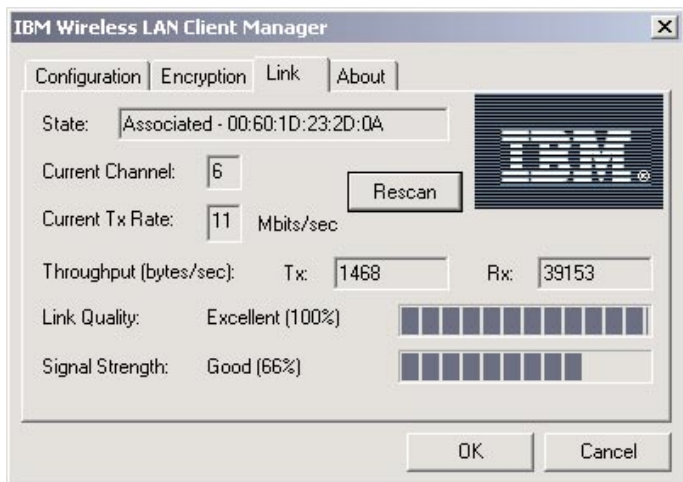 IBM Wireless LAN Client Manager
Configuration Encryption Link About
State: Associated - 00:60:1D:23:2D:0A
IBM®
Current Channel: 6
Rescan
Current Tx Rate: 11 Mbits/sec
Throughput (bytes/sec): Tx: 1468 Rx: 39153
Link Quality: Excellent (100%)
Signal Strength: Good (66%)
OK Cancel